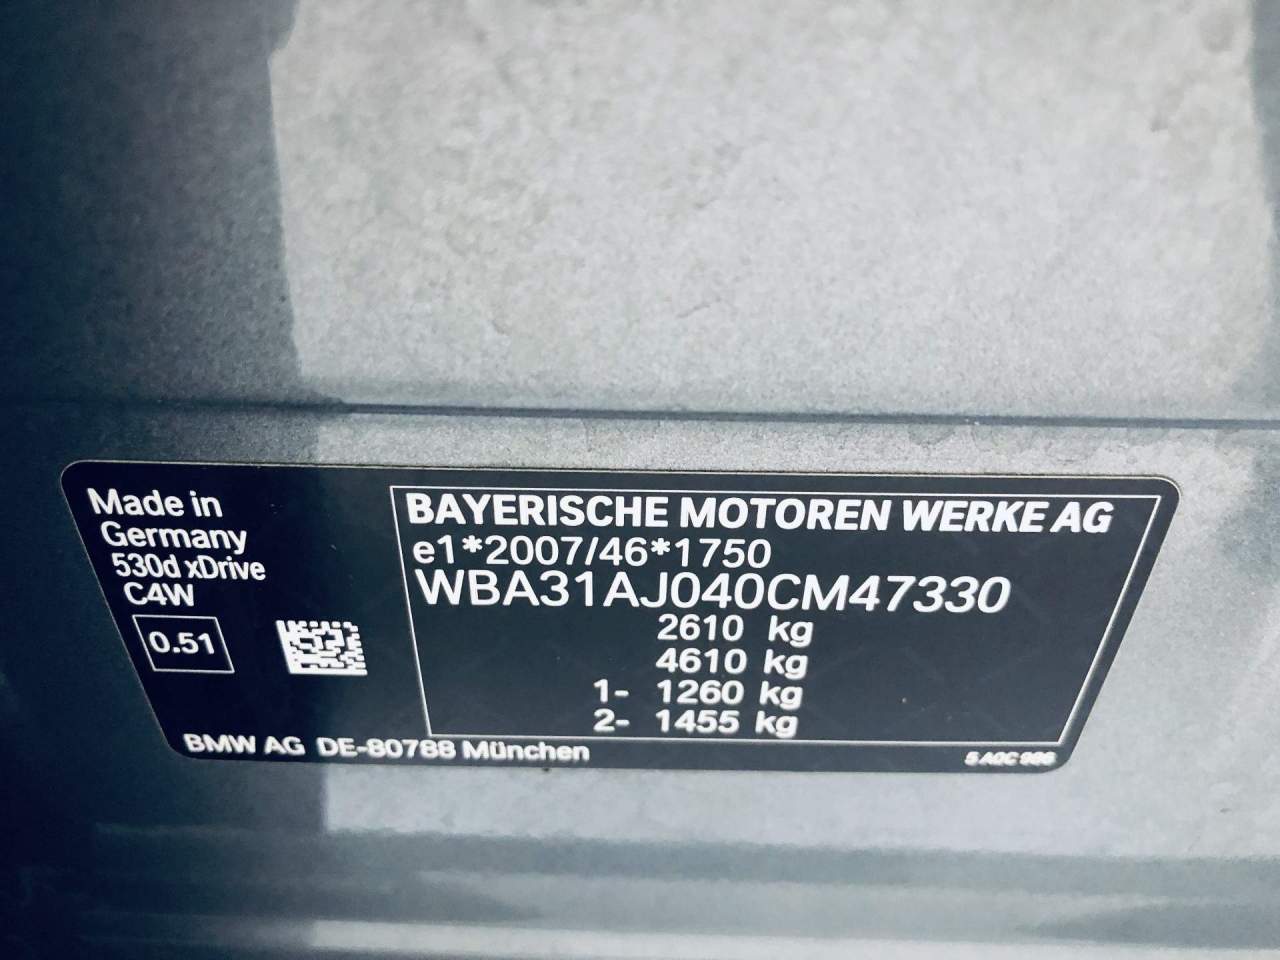 Made in
Germany
530d xDrive
C4W
0.51
BAYERISCHE MOTOREN WERKE AG
e1*2007/46*1750
WBA31AJ040CM47330
2610 kg
4610 kg
1- 1260 kg
2- 1455 kg
BMW AG DE-80788 München